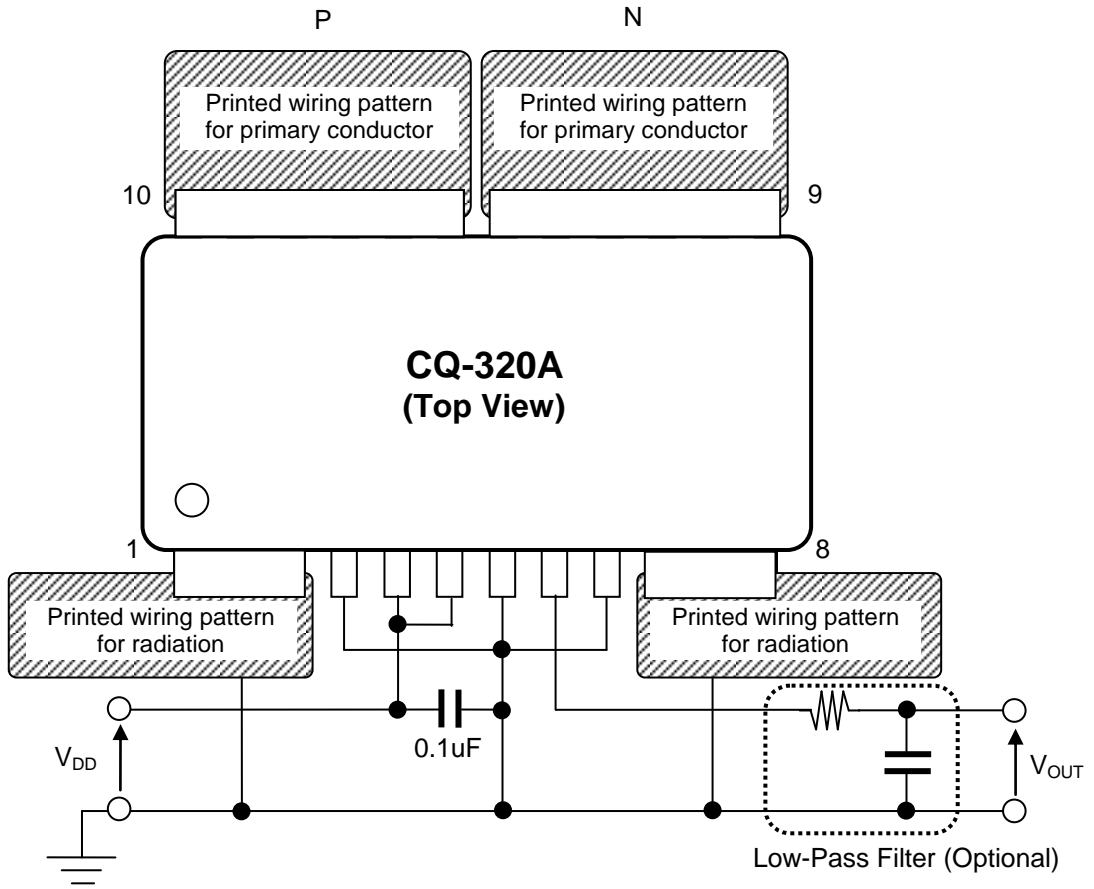 P
N
Printed wiring pattern
for primary conductor
Printed wiring pattern
for primary conductor
10
9
CQ-320A
(Top View)
1
8
Printed wiring pattern
for radiation
Printed wiring pattern
for radiation
0.1uF
VDD
VOUT
Low-Pass Filter (Optional)